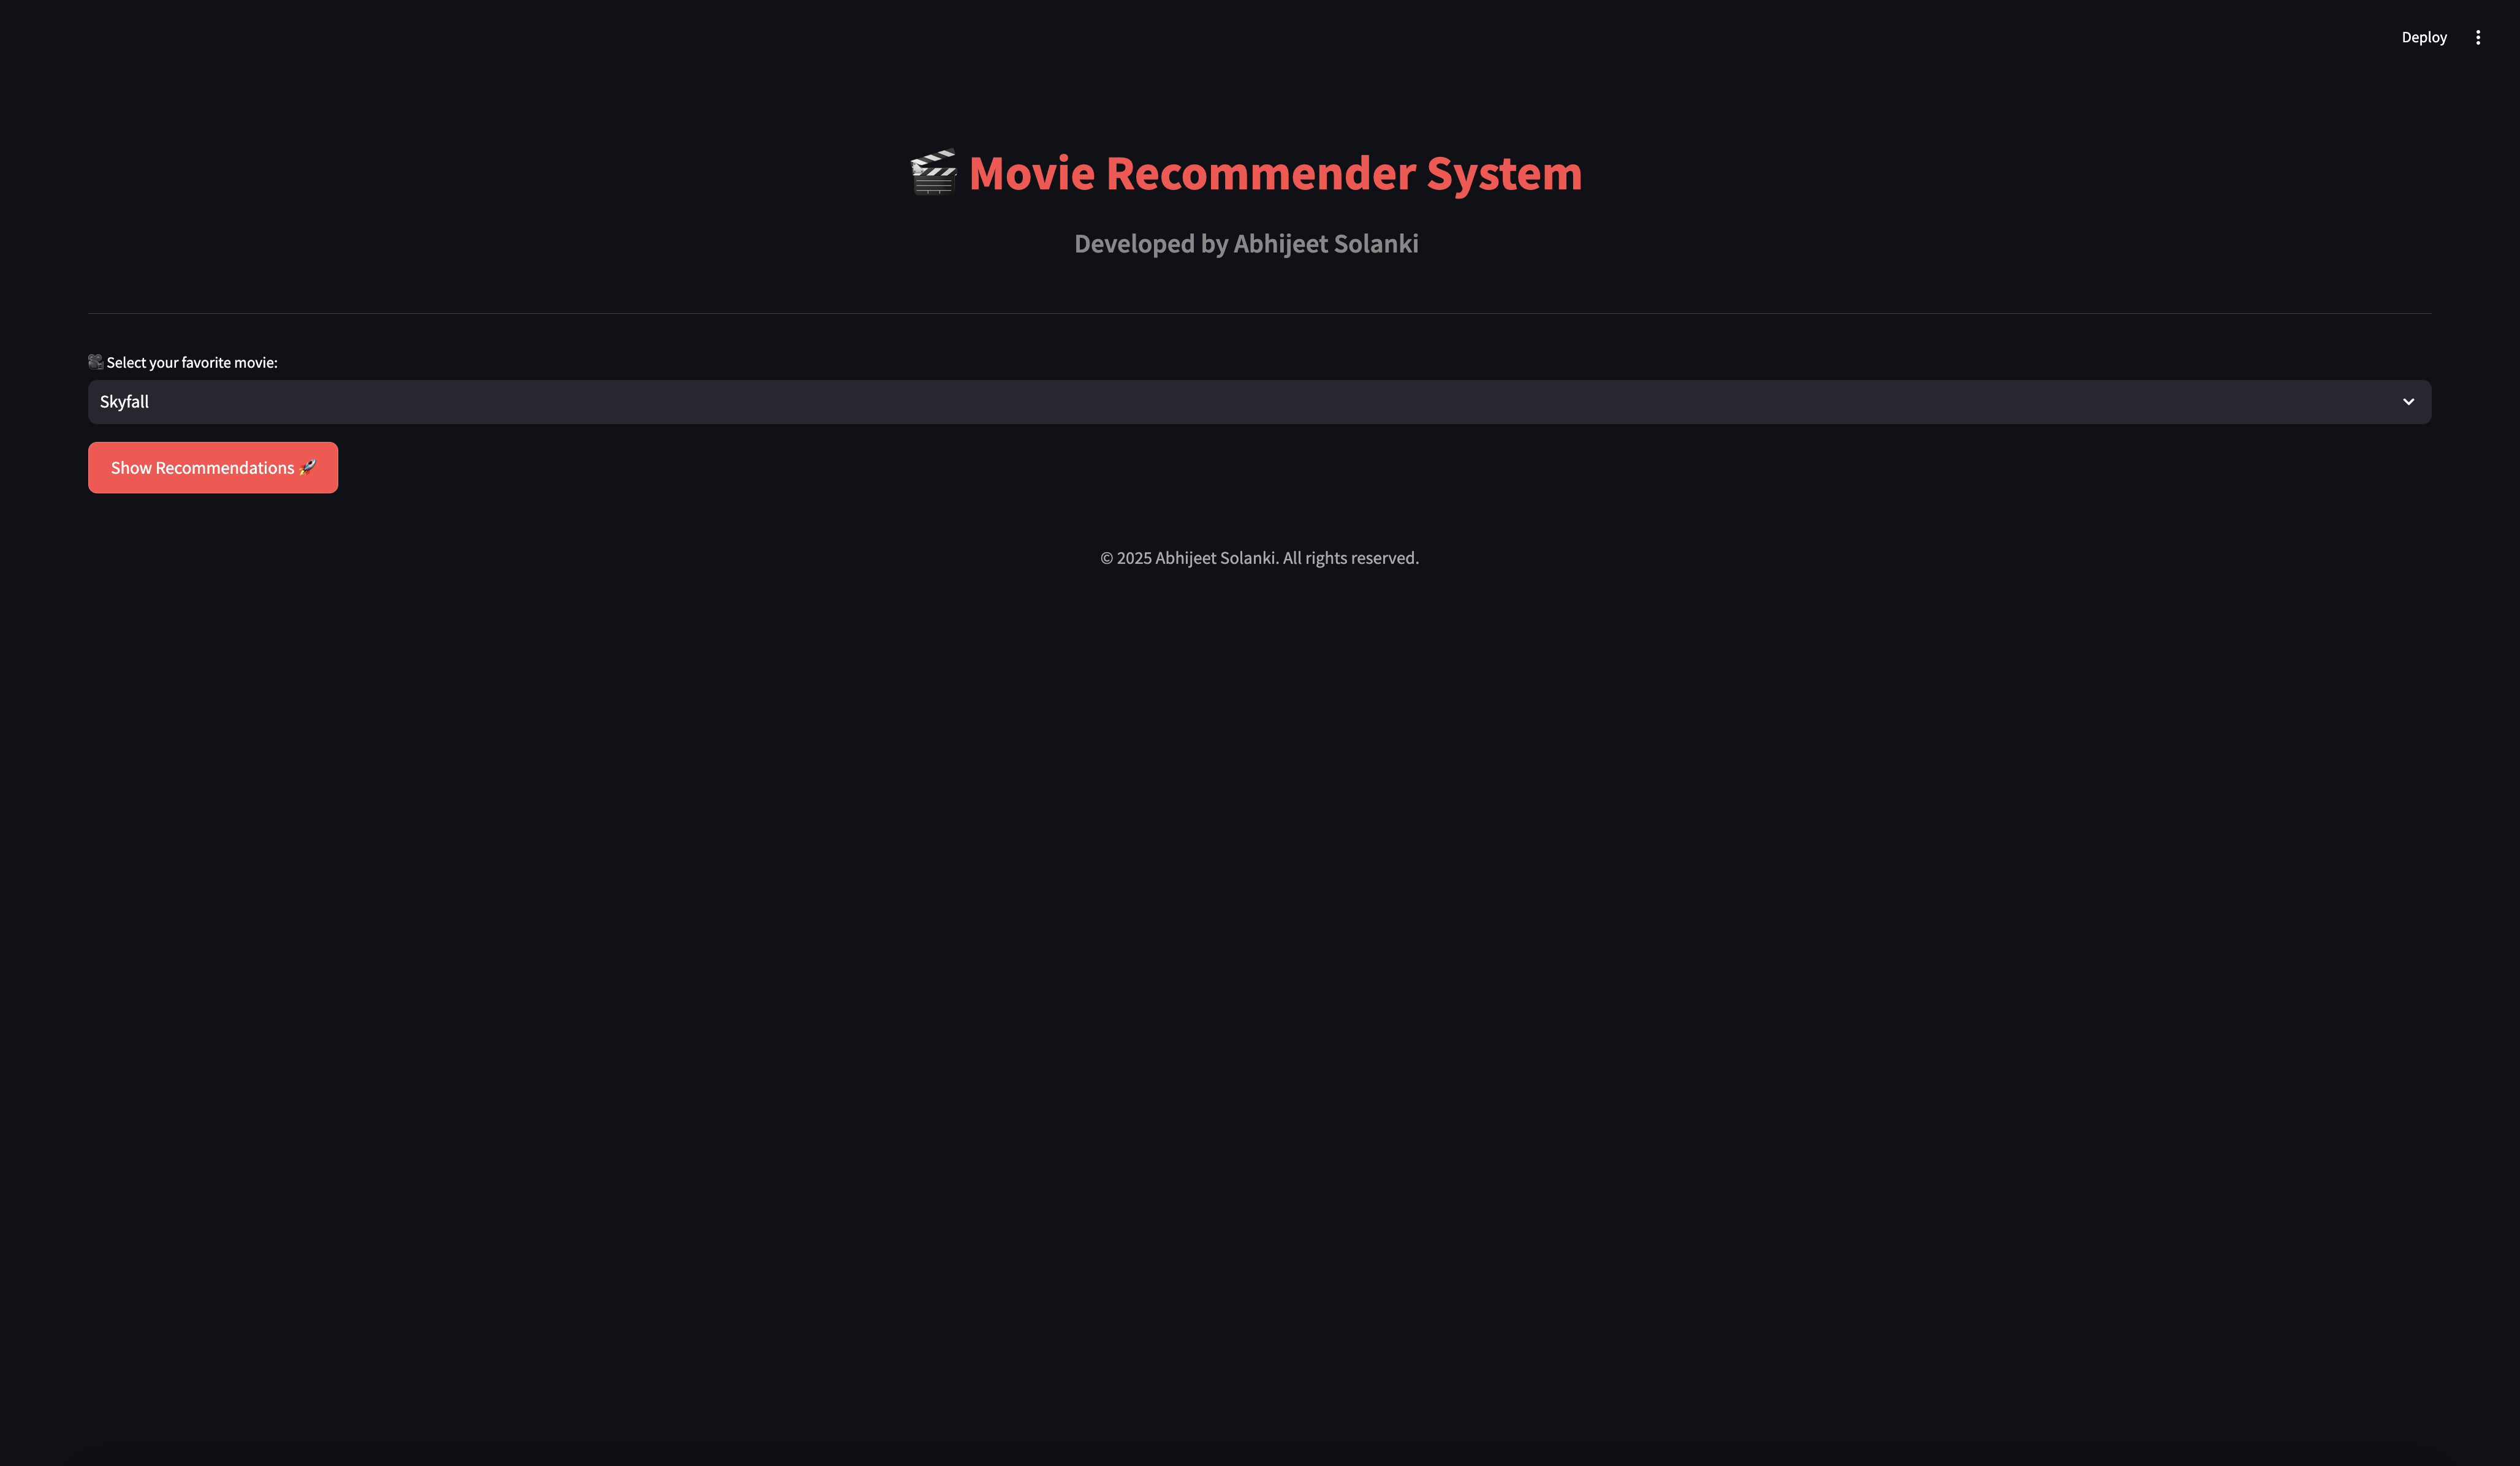 Deploy
🎬 Movie Recommender System
Developed by Abhijeet Solanki
🎥 Select your favorite movie:
Skyfall
Show Recommendations 🚀
© 2025 Abhijeet Solanki. All rights reserved.